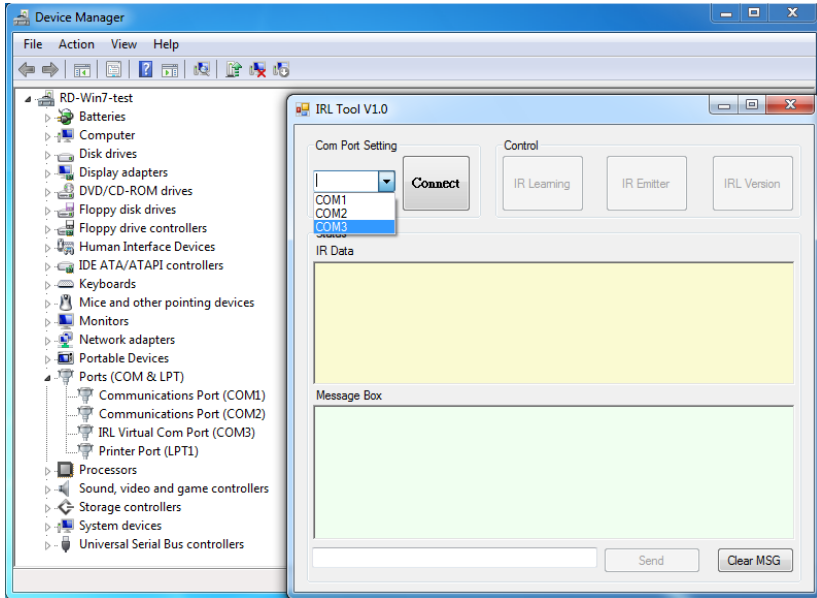 Device Manager
File Action View Help
RD-Win7-test
Batteries
Computer
Disk drives
Display adapters
DVD/CD-ROM drives
Floppy disk drives
Floppy drive controllers
Human Interface Devices
IDE ATA/ATAPI controllers
Keyboards
Mice and other pointing devices
Monitors
Network adapters
Portable Devices
Ports (COM & LPT)
Communications Port (COM1)
Communications Port (COM2)
IRL Virtual Com Port (COM3)
Printer Port (LPT1)
Processors
Sound, video and game controllers
Storage controllers
System devices
Universal Serial Bus controllers
IRL Tool V1.0
Com Port Setting
Connect
COM1
COM2
COM3
Control
IR Learning IR Emitter IRL Version
Status
IR Data
Message Box
Send Clear MSG